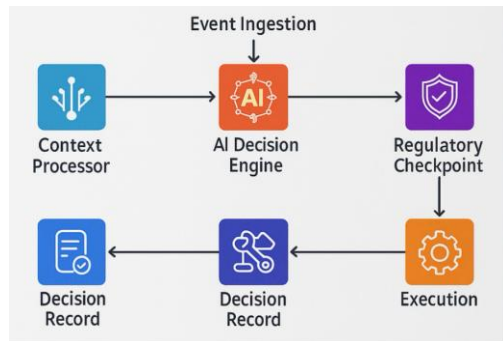 Event Ingestion
AI
Context
Processor
AI Decision
Engine
Regulatory
Checkpoint
Decision
Record
Decision
Record
Execution